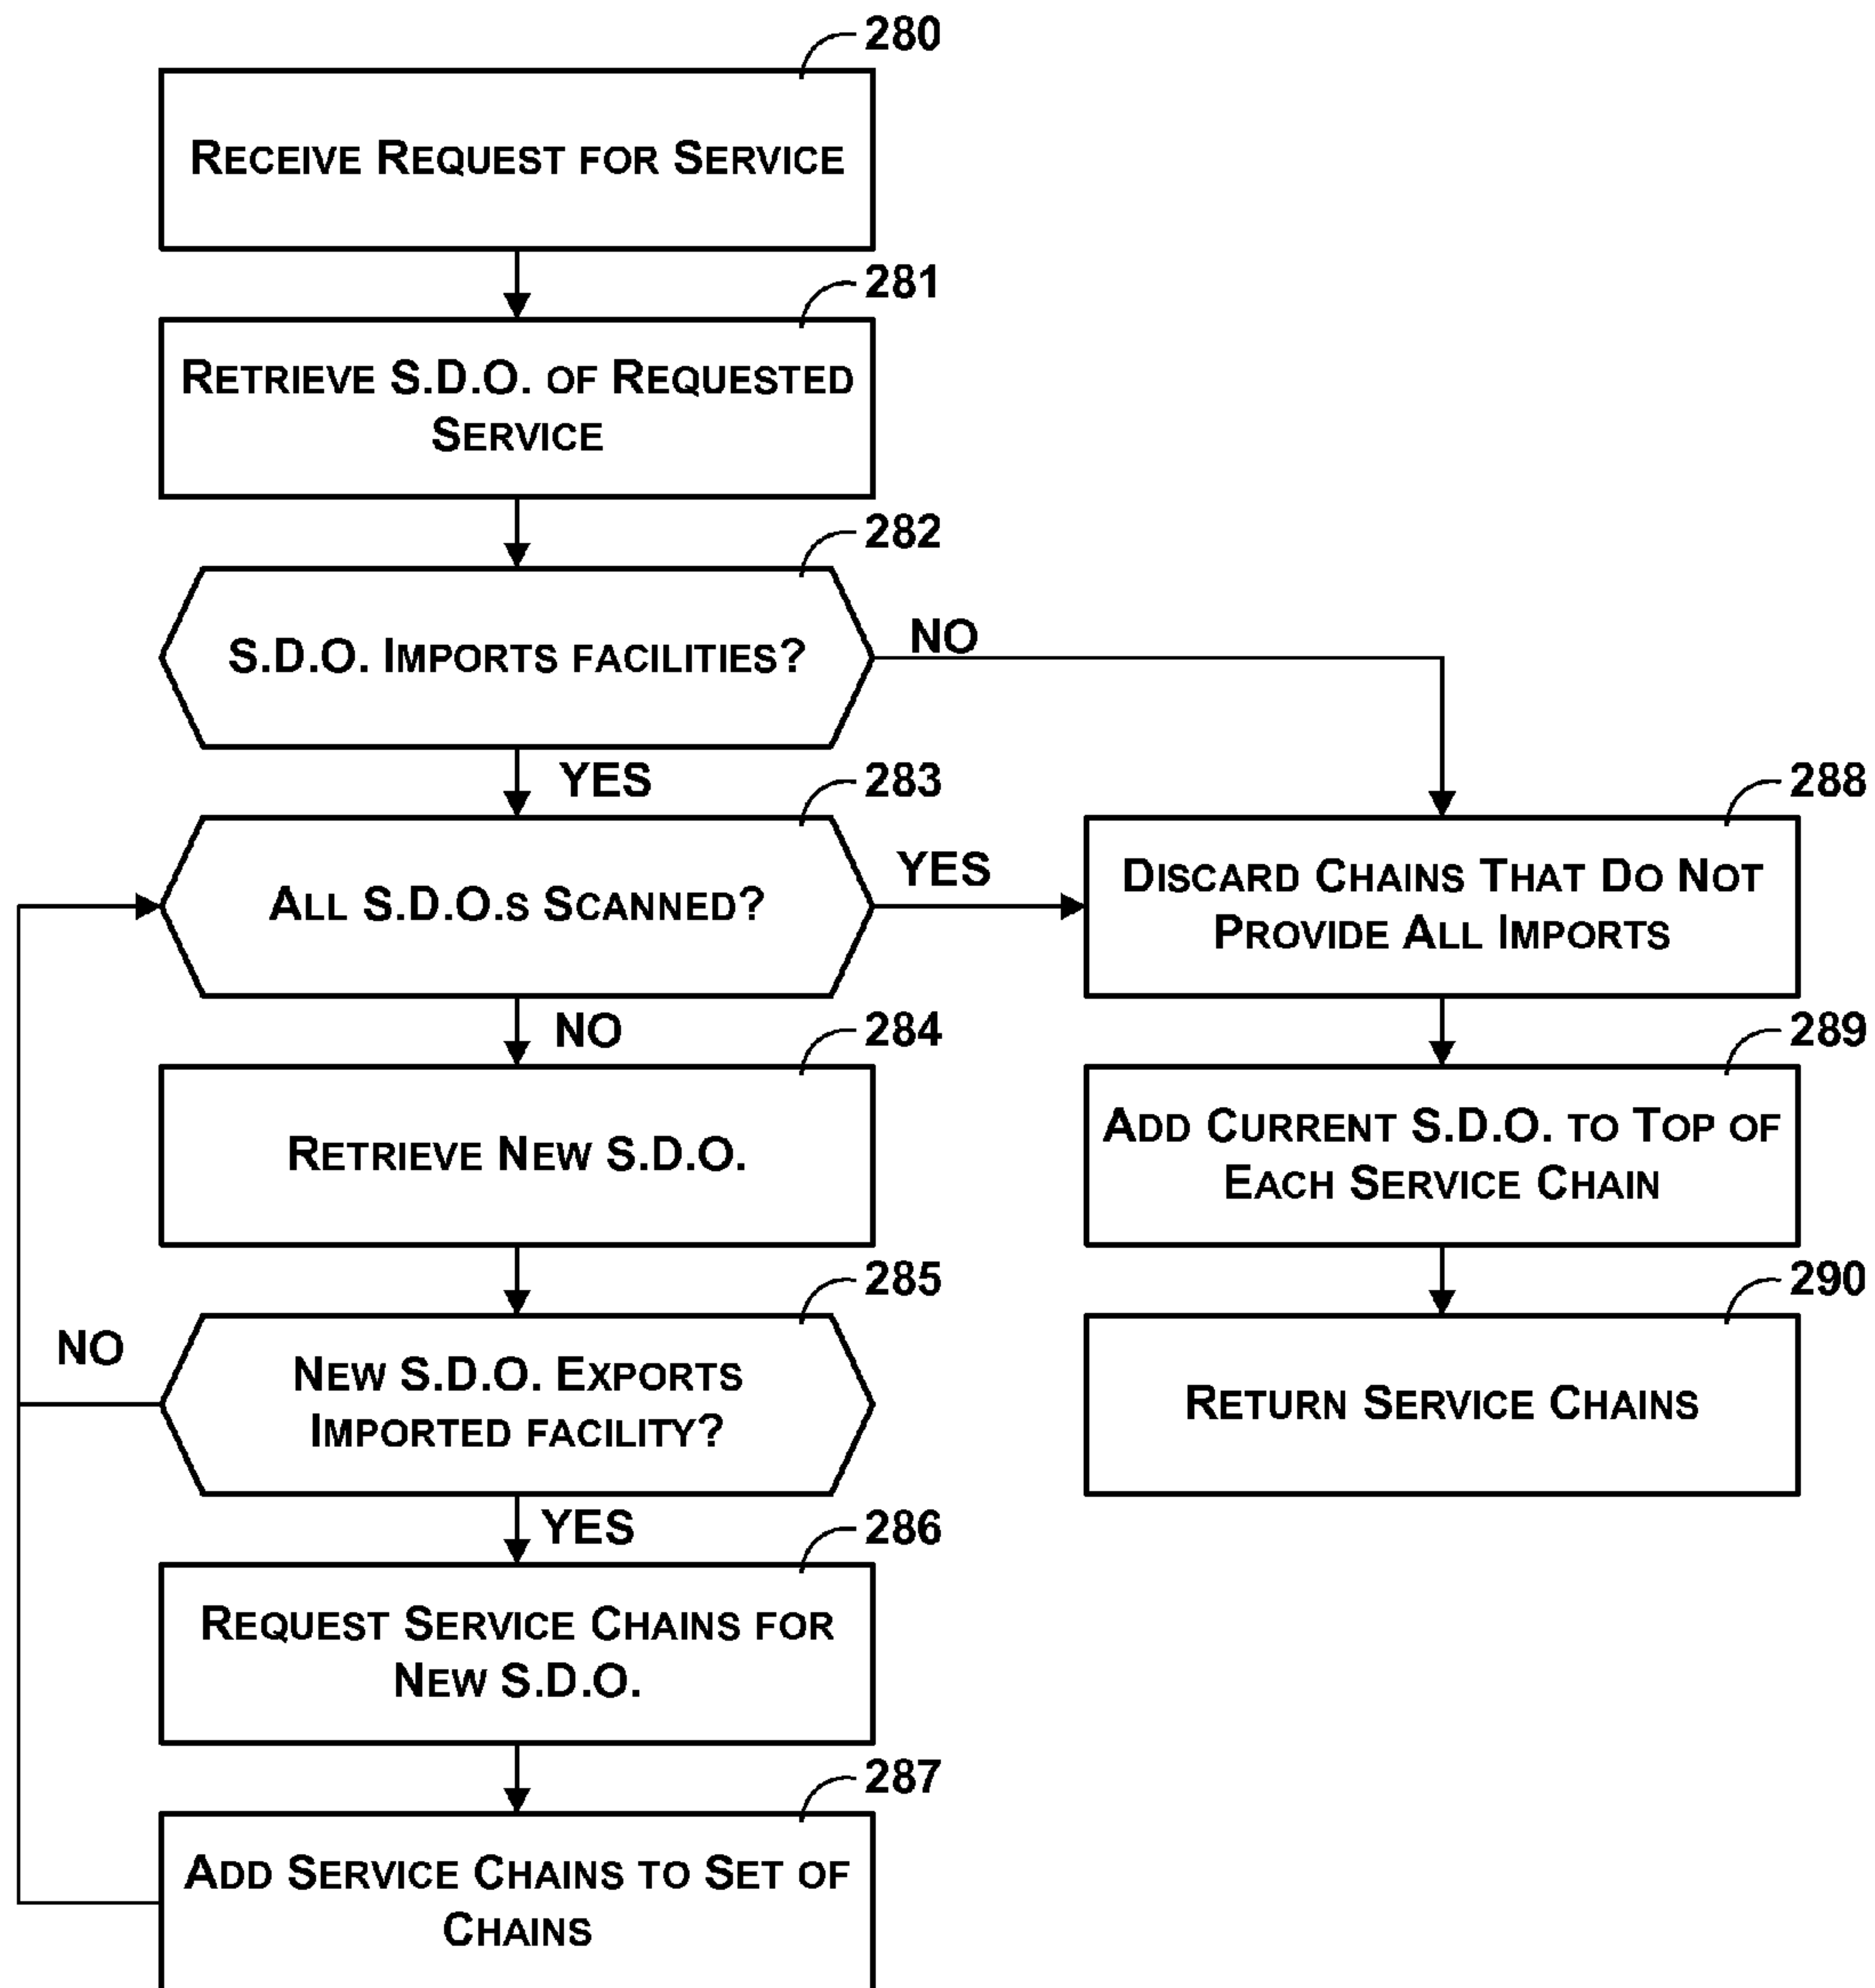 280
RECEIVE REQUEST FOR SERVICE
281
RETRIEVE S.D.O. OF REQUESTED
SERVICE
282
S.D.O. IMPORTS FACILITIES?
NO
YES
283
ALL S.D.O.S SCANNED?
YES
NO
284
RETRIEVE NEW S.D.O.
285
NEW S.D.O. EXPORTS
IMPORTED FACILITY?
NO
YES
286
REQUEST SERVICE CHAINS FOR
NEW S.D.O.
287
ADD SERVICE CHAINS TO SET OF
CHAINS
288
DISCARD CHAINS THAT DO NOT
PROVIDE ALL IMPORTS
289
ADD CURRENT S.D.O. TO TOP OF
EACH SERVICE CHAIN
290
RETURN SERVICE CHAINS